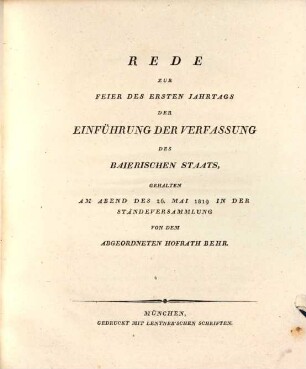 REDE
ZUR
FEIER DES ERSTEN JAHRTAGS
DER
EINFÜHRUNG DER VERFASSUNG
DES
BAIERISCHEN STAATS,
GEHALTEN
AM ABEND DES 26. MAI 1819 IN DER
STÄNDEVERSAMMLUNG
VON DEM
ABGEORDNETEN HOFRATH BEHR.
MÜNCHEN,
GEDRUCKT MIT LENTNER'SCHEN SCHRIFTEN.